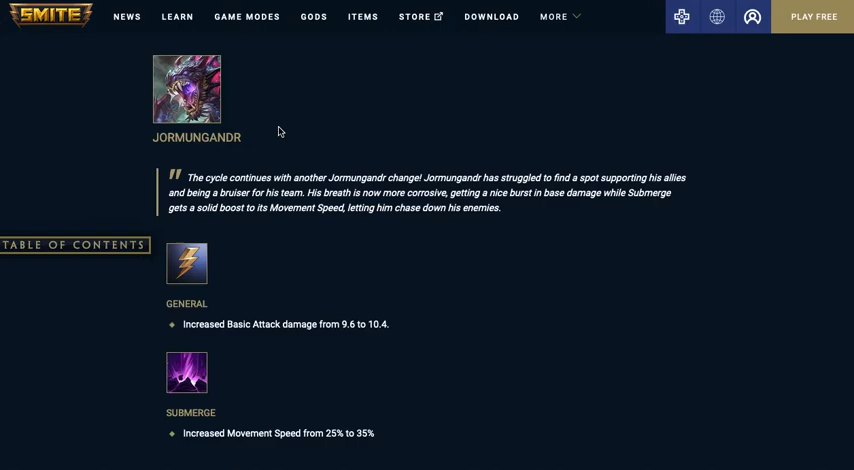 SMITE
NEWS LEARN GAME MODES GODS ITEMS STORE DOWNLOAD MORE PLAY FREE
JORMUNGANDR
" The cycle continues with another Jormungandr change! Jormungandr has struggled to find a spot supporting his allies
and being a bruiser for his team. His breath is now more corrosive, getting a nice burst in base damage while Submerge
gets a solid boost to its Movement Speed, letting him chase down his enemies.
TABLE OF CONTENTS
GENERAL
Increased Basic Attack damage from 9.6 to 10.4.
SUBMERGE
Increased Movement Speed from 25% to 35%